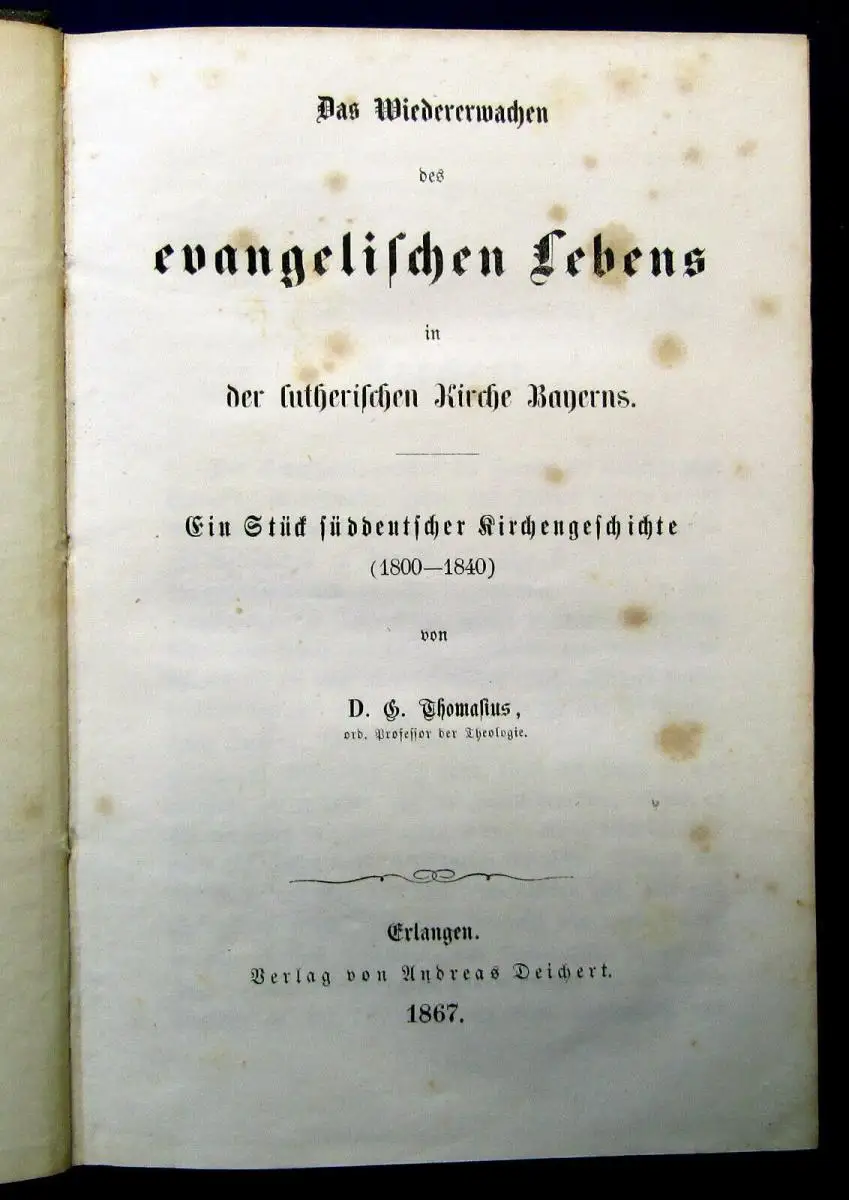 Das Wiedererwachen
des
evangeliſchen Lebens
in
der lutheriſchen Kirche Bayerns.
Ein Stück ſüddeutſcher Kirchengeſchichte
(1800—1840)
von
D. G. Thomaſius,
ord. Profeſſor der Theologie.
Erlangen.
Verlag von Andreas Deichert.
1867.